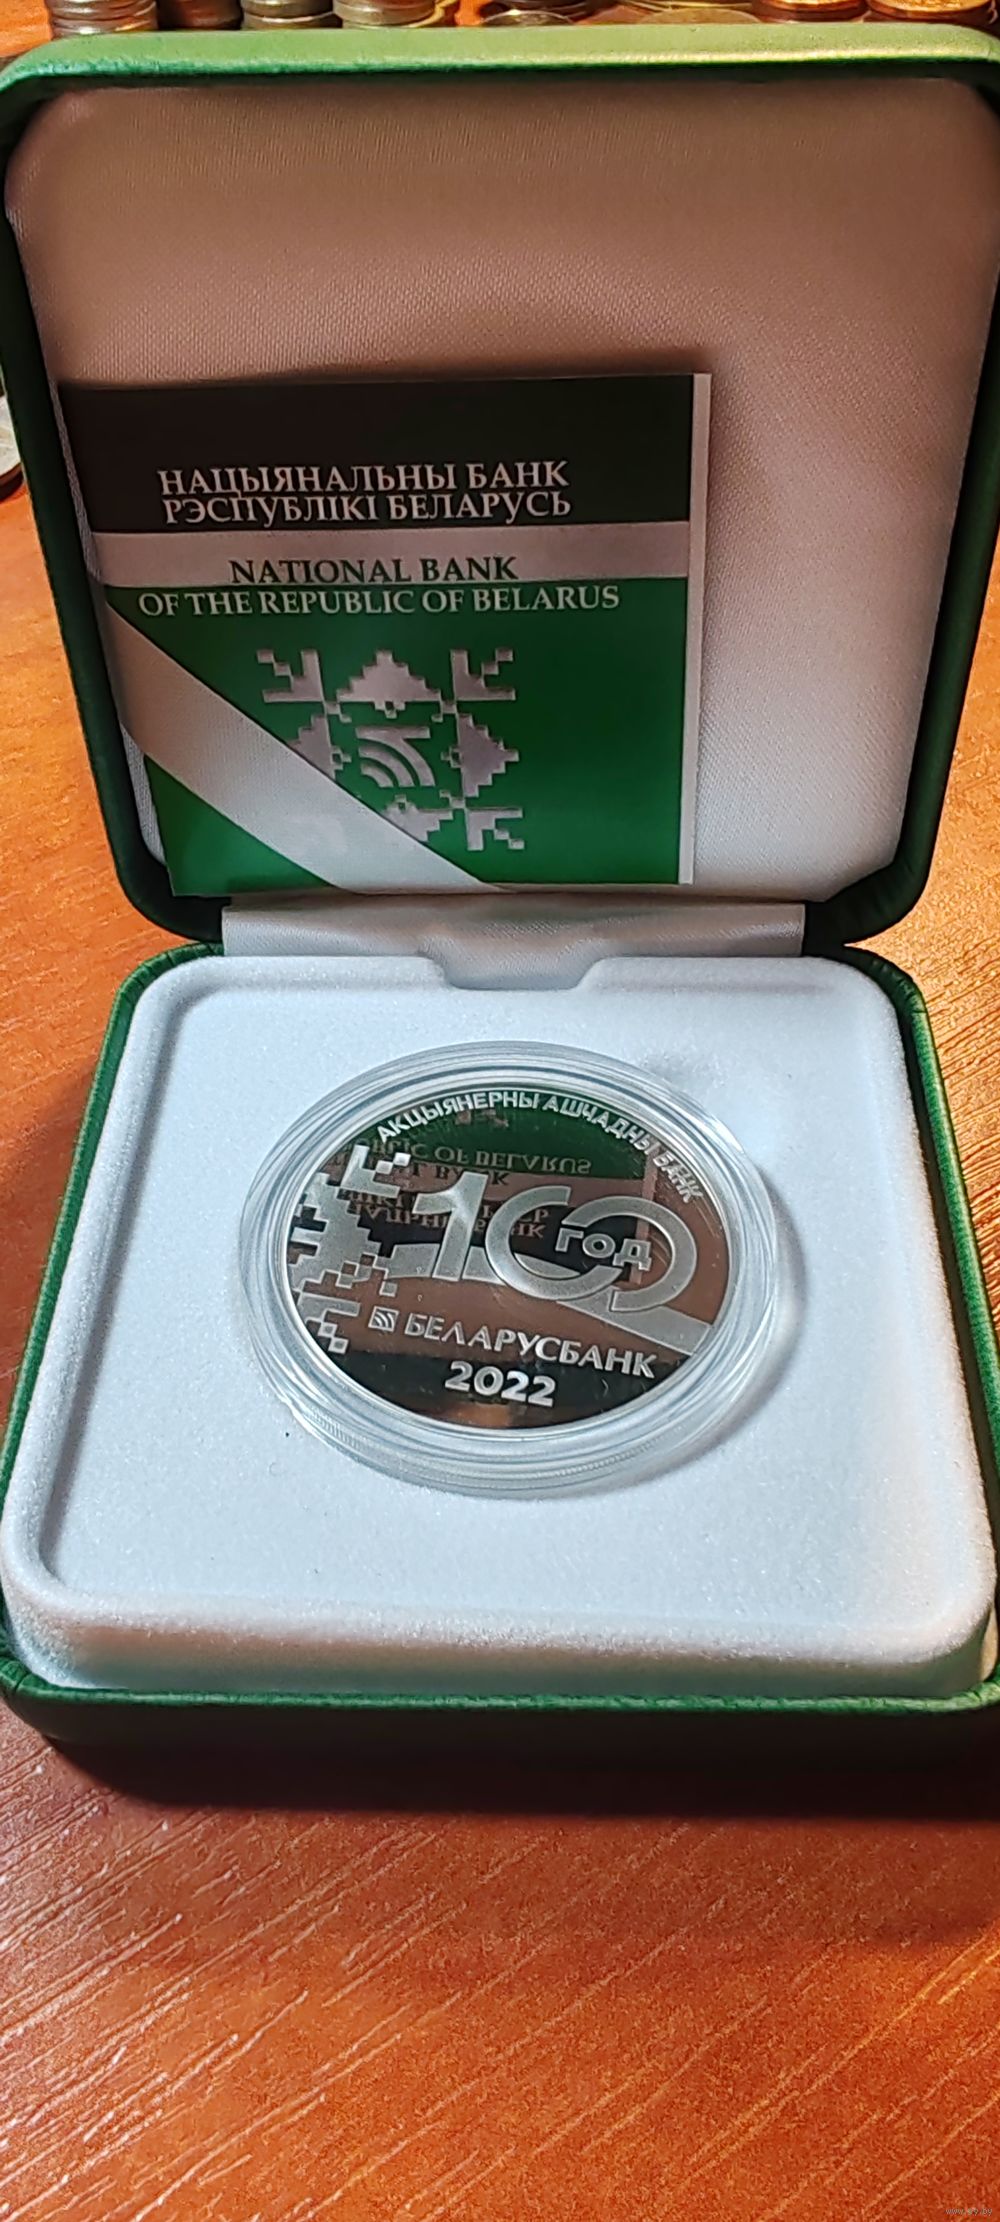 НАЦЫЯНАЛЬНЫ БАНК
РЭСПУБЛІКІ БЕЛАРУСЬ
NATIONAL BANK
OF THE REPUBLIC OF BELARUS
АКЦЫЯНЕРНЫ АШЧАДНЫ БАНК
100
ГОД
БЕЛАРУСБАНК
2022